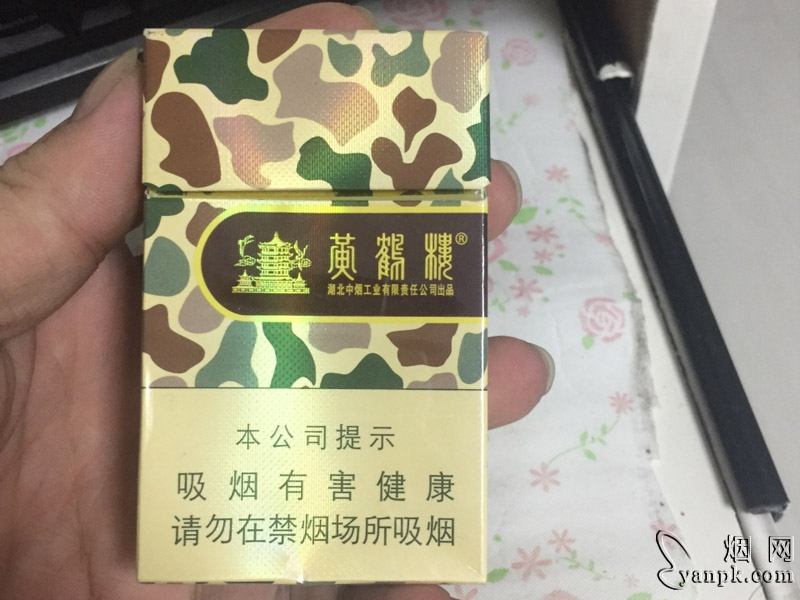 黄鹤楼®
湖北中烟工业有限责任公司出品
本公司提示
吸烟有害健康
请勿在禁烟场所吸烟
烟网
yanpk.com